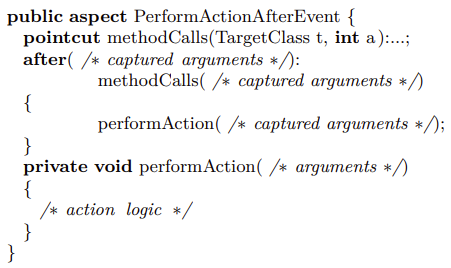 public aspect PerformActionAfterEvent {
pointcut methodCalls(TargetClass t, int a):...;
after( /* captured arguments */):
methodCalls( /* captured arguments */)
{
performAction( /* captured arguments */);
}
private void performAction( /* arguments */)
{
/* action logic */
}
}